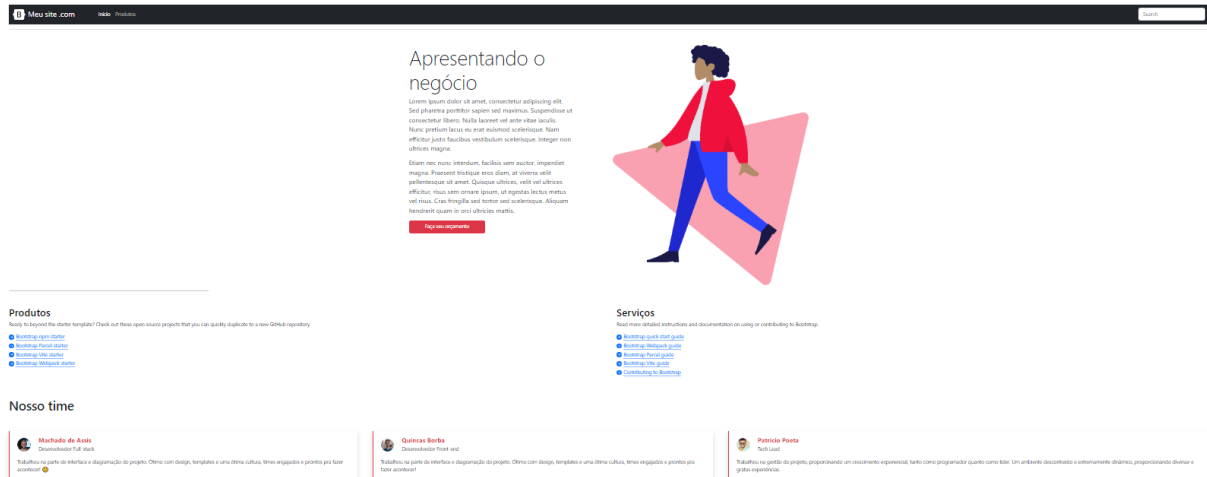 B Meu site .com
Início Produtos
Search
Apresentando o
negócio
Lorem ipsum dolor sit amet, consectetur adipiscing elit.
Sed pharetra porttitor sapien sed maximus. Suspendisse ut
consectetur libero. Nulla laoreet vel ante vitae iaculis.
Nunc pretium lacus eu erat euismod scelerisque. Nam
efficitur justo faucibus vestibulum scelerisque. Integer non
ultrices magna.
Etiam nec nunc interdum, facilisis sem auctor, imperdiet
magna. Praesent tristique eros diam, at viverra velit
pellentesque sit amet. Quisque ultrices, velit vel ultrices
efficitur, risus sem ornare ipsum, ut egestas lectus metus
vel risus. Cras fringilla sed tortor sed scelerisque. Aliquam
hendrerit quam in orci ultricies mattis.
Faça seu orçamento
Produtos
Ready to beyond the starter template? Check out these open source projects that you can quickly duplicate to a new GitHub repository.
Bootstrap npm starter
Bootstrap Parcel starter
Bootstrap Vite starter
Bootstrap Webpack starter
Serviços
Read more detailed instructions and documentation on using or contributing to Bootstrap.
Bootstrap quick start guide
Bootstrap Webpack guide
Bootstrap Parcel guide
Bootstrap Vite guide
Contributing to Bootstrap
Nosso time
Machado de Assis
Desenvolvedor Full stack
Trabalhou na parte de interface e diagramação do projeto. Ótimo com design, templates e uma ótima cultura, times engajados e prontos pra fazer
acontecer!
Quincas Borba
Desenvolvedor Front-end
Trabalhou na parte de interface e diagramação do projeto. Ótimo com design, templates e uma ótima cultura, times engajados e prontos pra
fazer acontecer!
Patricio Poeta
Tech Lead
Trabalhou na gestão do projeto, proporcionando um crescimento exponencial, tanto como programador quanto como líder. Um ambiente descontraído e extremamente dinâmico, proporcionando diversar e
gratas experiências.